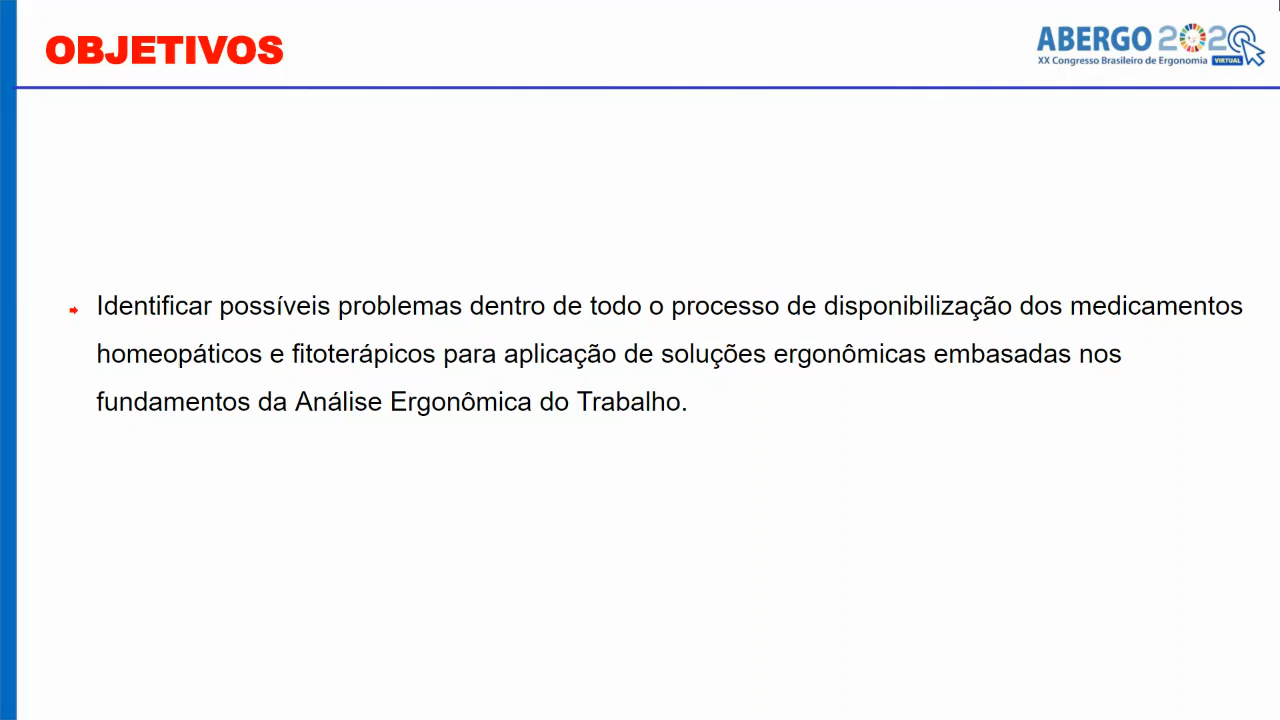 OBJETIVOS
ABERGO 2020
XX Congresso Brasileiro de Ergonomia VIRTUAL
Identificar possíveis problemas dentro de todo o processo de disponibilização dos medicamentos
homeopáticos e fitoterápicos para aplicação de soluções ergonômicas embasadas nos
fundamentos da Análise Ergonômica do Trabalho.